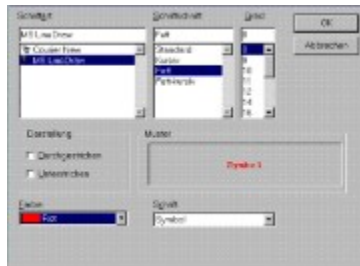 Schriftart Schriftschnitt Grad
MS LineDraw Fett 8 OK
Courier New Standard 8 Abbrechen
MS LineDraw Kursiv 9
Fett 10
Fett-Kursiv 11
12
14
16
Darstellung Muster
Durchgestrichen
Unterstrichen
Symbol
Farbe: Schrift
Rot Symbol